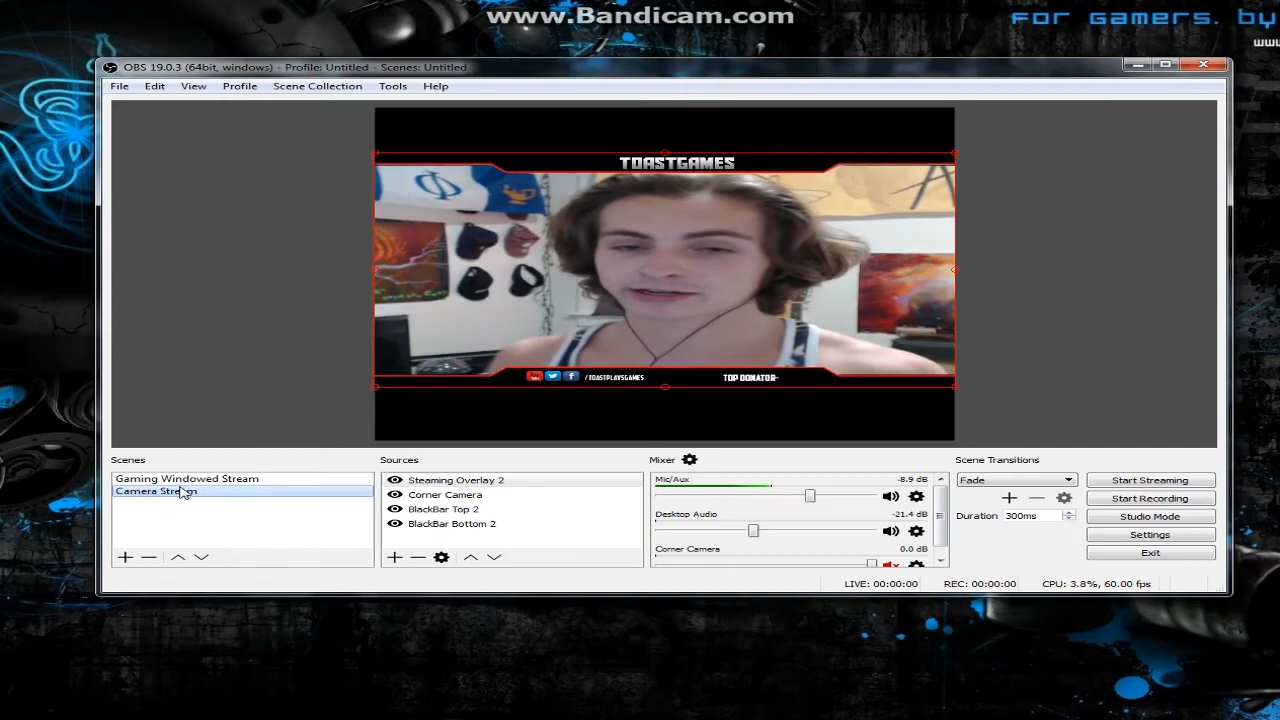 www.Bandicam.com
For Gamers. by
www
OBS 19.0.3 (64bit, windows) - Profile: Untitled - Scenes: Untitled
File Edit View Profile Scene Collection Tools Help
TOASTGAMES
/TOASTPLAYSGAMES
TOP DONATOR-
Scenes
Gaming Windowed Stream
Camera Stream
Sources
Steaming Overlay 2
Corner Camera
BlackBar Top 2
BlackBar Bottom 2
Mixer
Mic/Aux -8.9 dB
Desktop Audio -21.4 dB
Corner Camera 0.0 dB
Scene Transitions
Fade
Duration 300ms
Start Streaming
Start Recording
Studio Mode
Settings
Exit
LIVE: 00:00:00 REC: 00:00:00 CPU: 3.8%, 60.00 fps